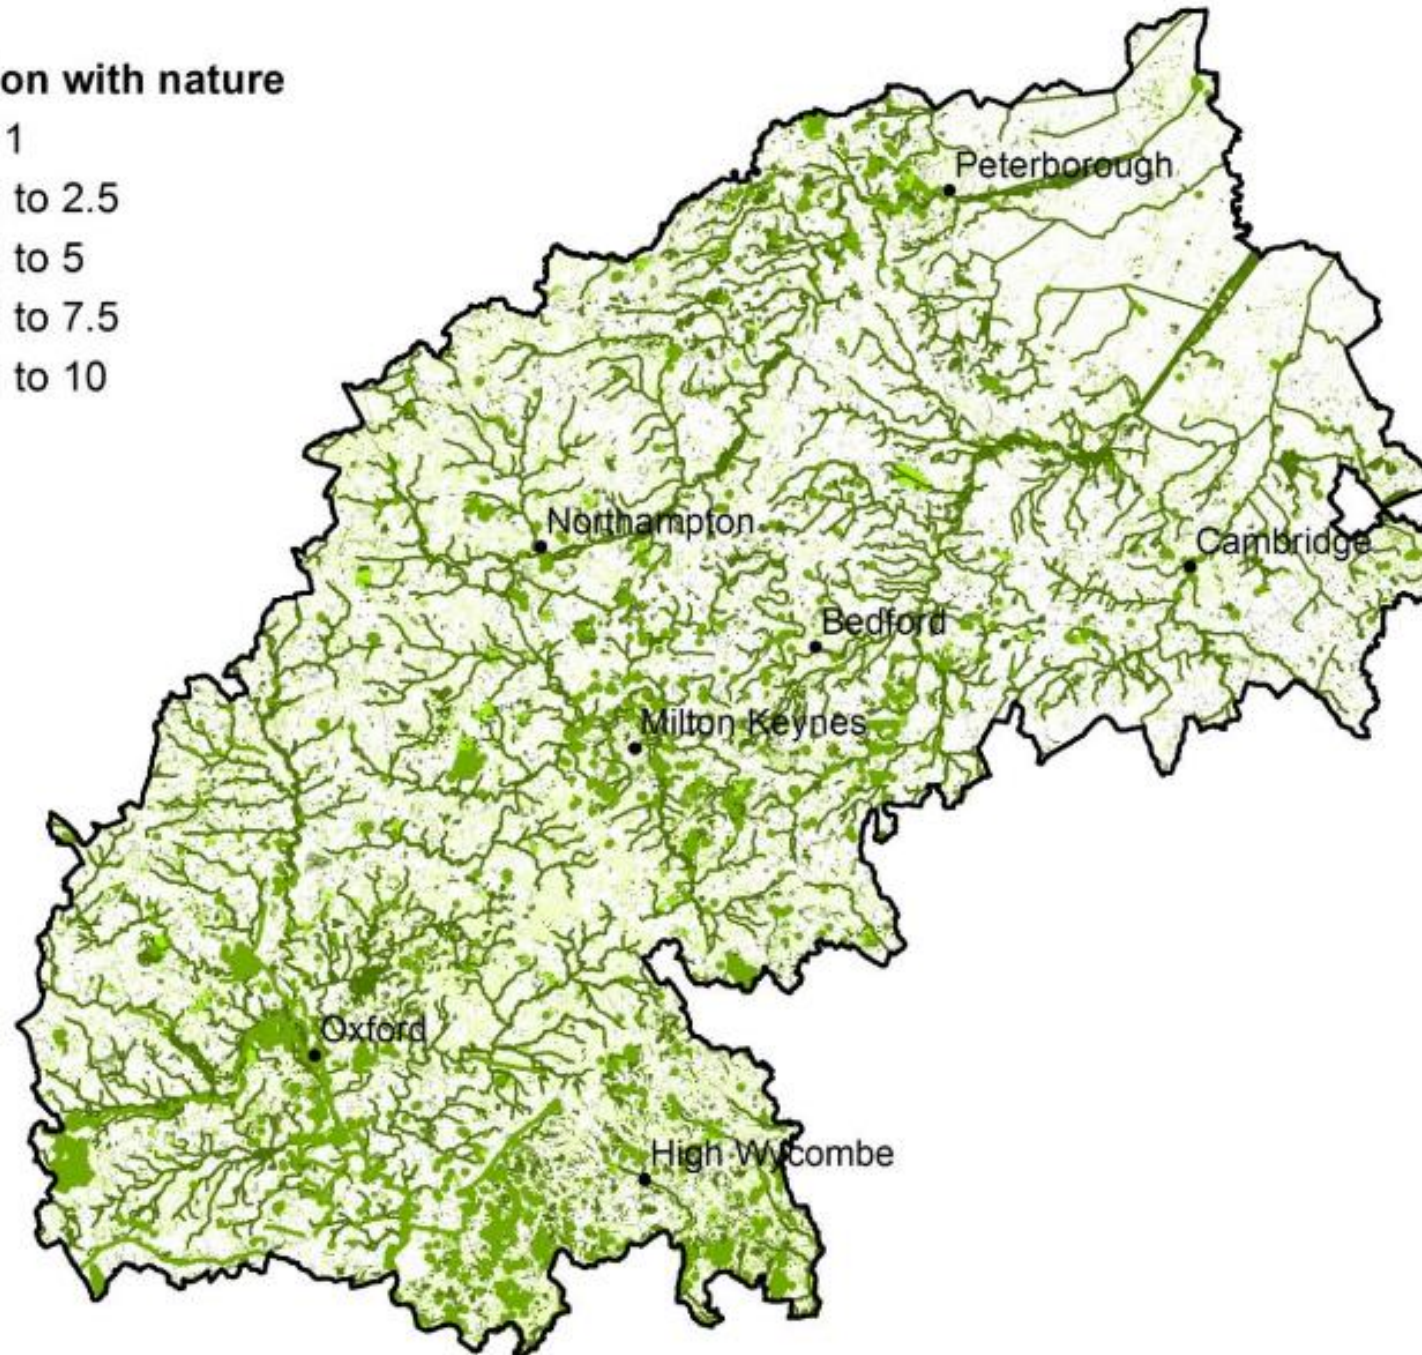 on with nature
1
to 2.5
to 5
to 7.5
to 10
Peterborough
Northampton
Cambridge
Bedford
Milton Keynes
Oxford
High Wycombe